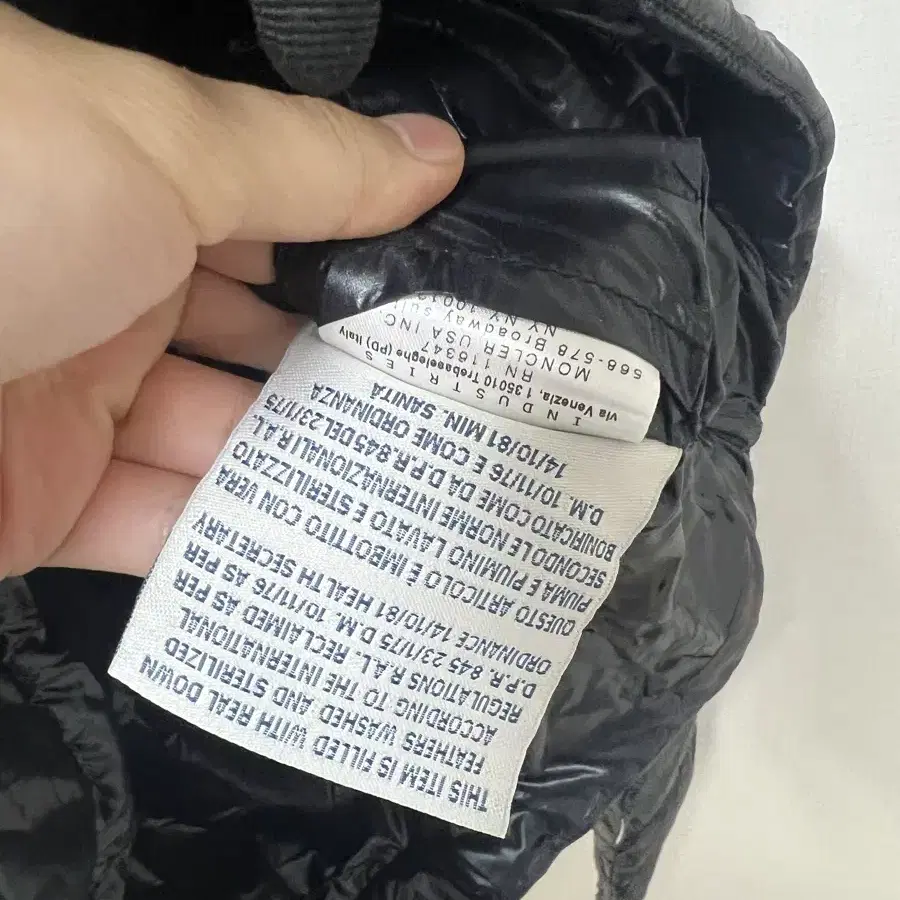 THIS ITEM IS FILLED WITH REAL DOWN
FEATHERS WASHED AND STERILIZED
ACCORDING TO THE INTERNATIONAL
REGULATIONS R.A.L. RECLAIMED AS PER
D.P.R. 845 23/1/75 D.M. 10/11/76 AS PER
ORDINANCE 14/10/81 HEALTH SECRETARY
QUESTO ARTICOLO È IMBOTTITO CON VERA
PIUMA E PIUMINO LAVATO E STERILIZZATO
SECONDO LE NORME INTERNAZIONALI R.A.L.
BONIFICATO COME DA D.P.R. 845 DEL 23/1/75
D.M. 10/11/76 E COME ORDINANZA
14/10/81 MIN. SANITÁ
INDUSTRIES
Via Venezia, 135010 Trebaseleghe (PD) Italy
RN 116347
MONCLER USA INC
568-578 Broadway
NY NY